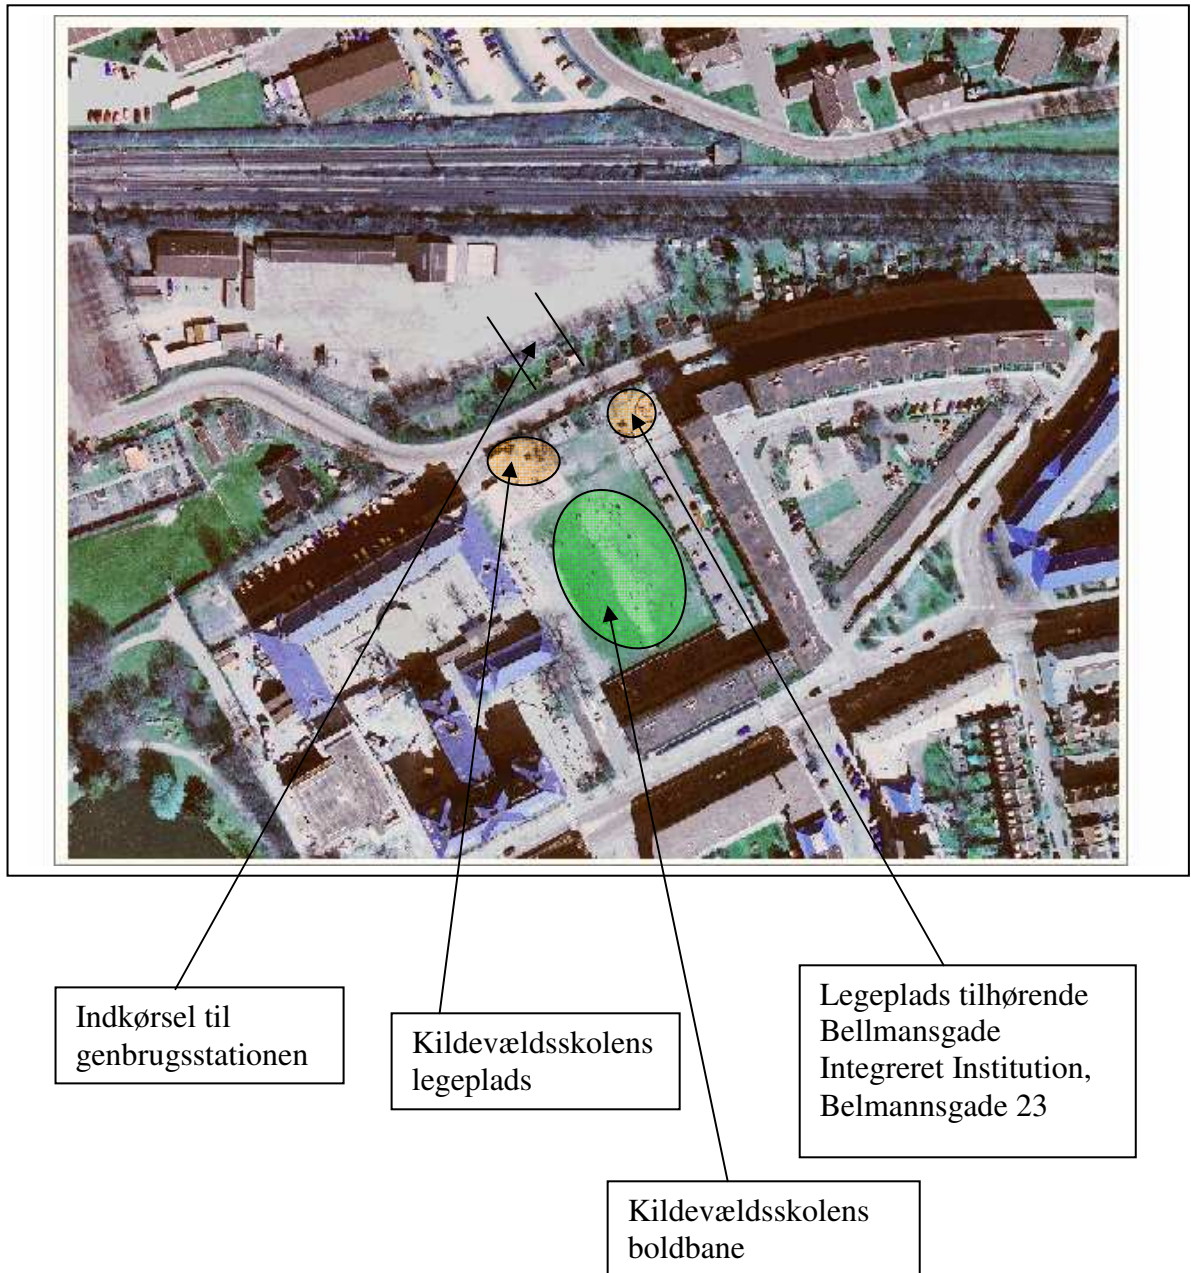 Indkørsel til
genbrugsstationen
Kildevældsskolens
legeplads
Legeplads tilhørende
Bellmansgade
Integreret Institution,
Belmannsgade 23
Kildevældsskolens
boldbane